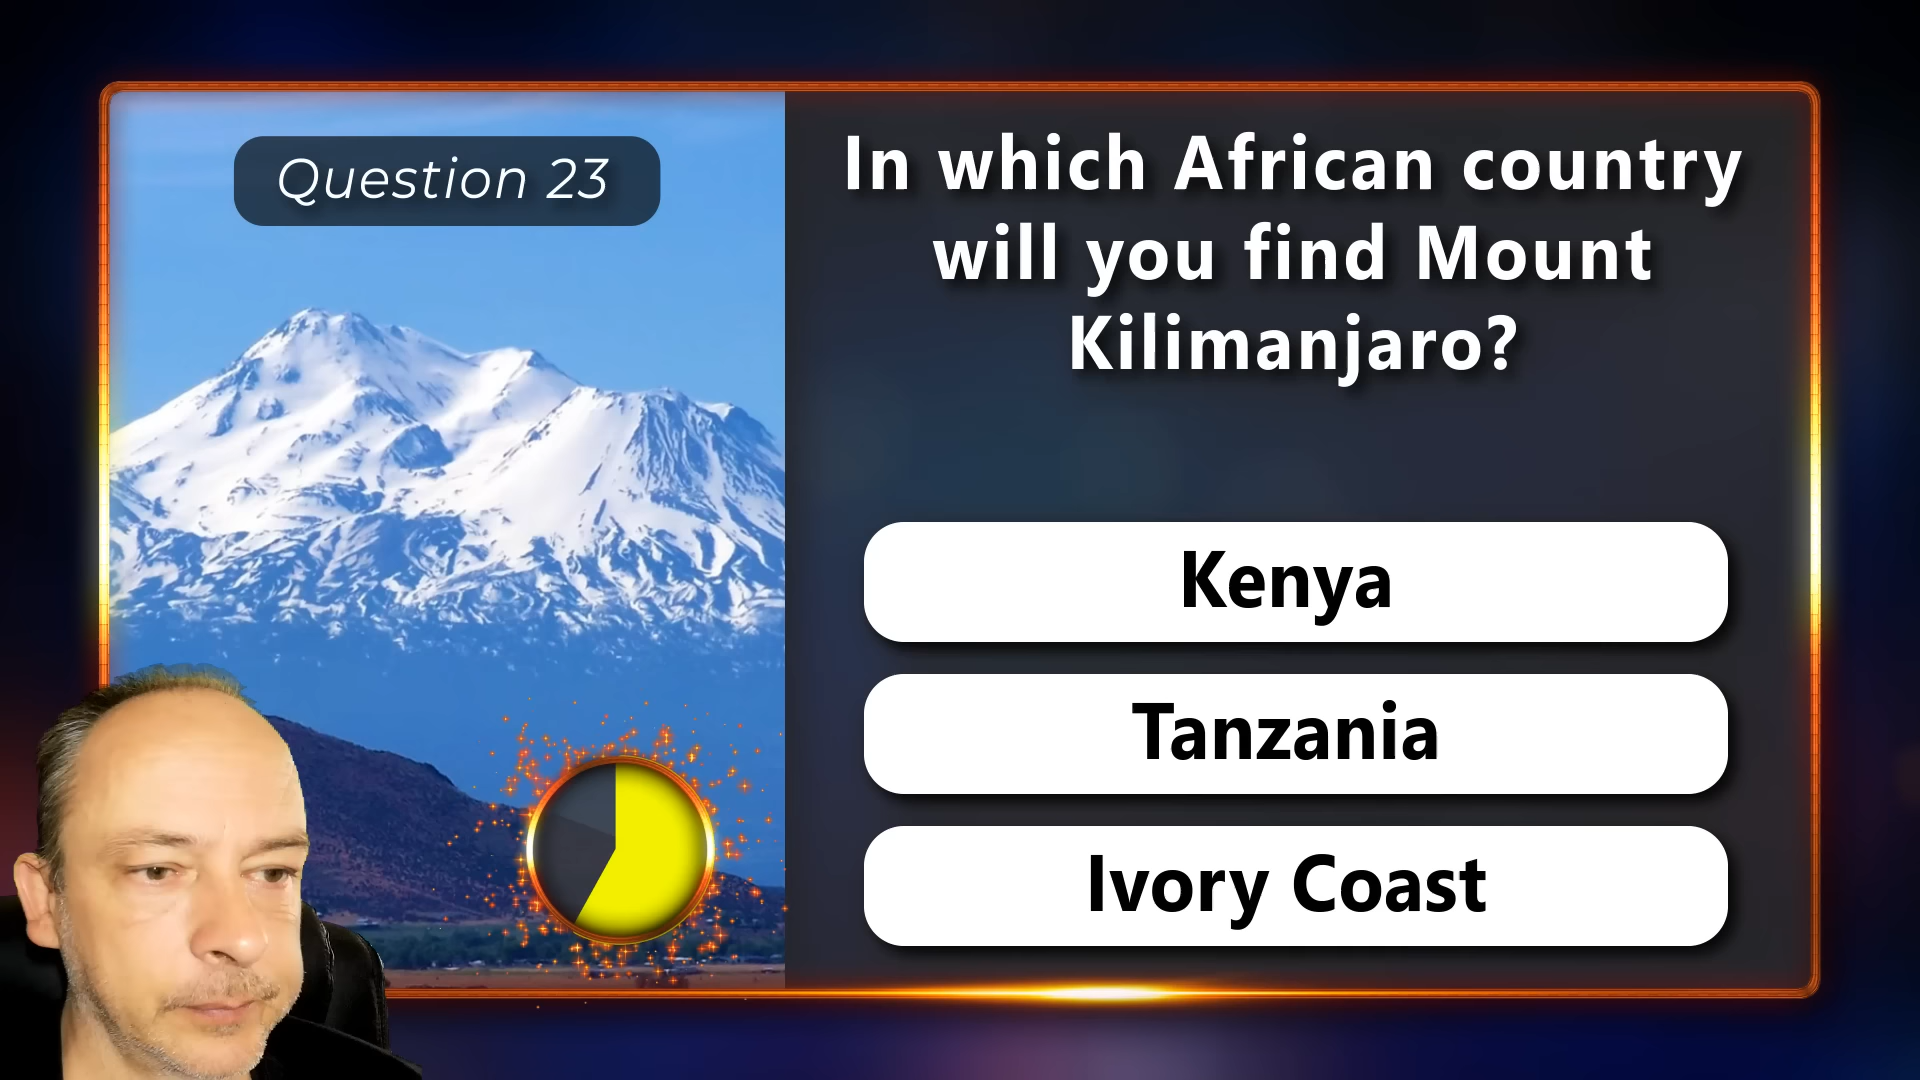 Question 23
In which African country
will you find Mount
Kilimanjaro?
Kenya
Tanzania
Ivory Coast